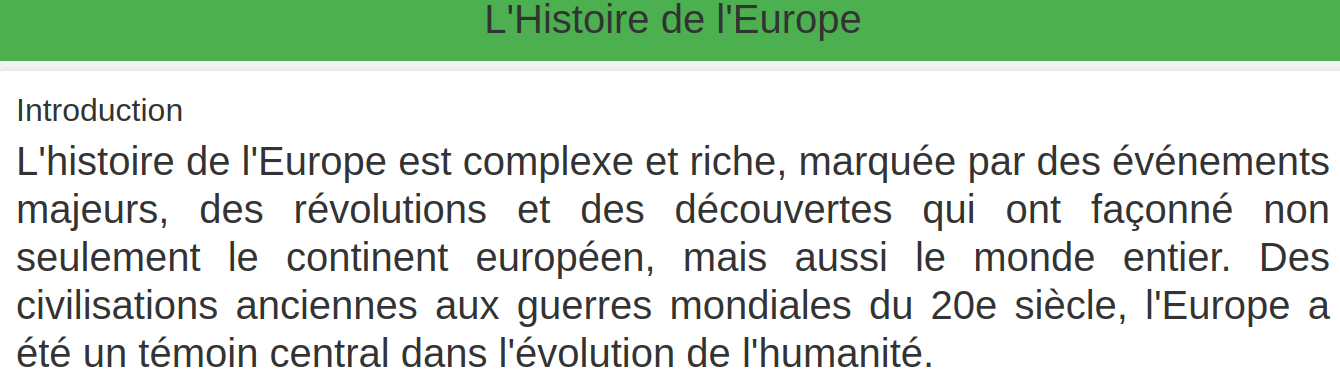 L'Histoire de l'Europe
Introduction
L'histoire de l'Europe est complexe et riche, marquée par des événements
majeurs, des révolutions et des découvertes qui ont façonné non
seulement le continent européen, mais aussi le monde entier. Des
civilisations anciennes aux guerres mondiales du 20e siècle, l'Europe a
été un témoin central dans l'évolution de l'humanité.